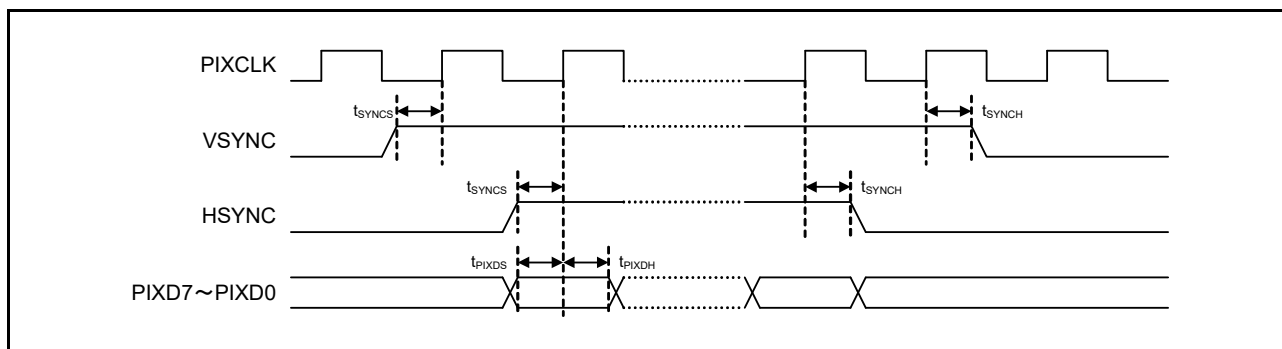 PIXCLK
tSYNCS
tSYNCH
VSYNC
tSYNCS
tSYNCH
HSYNC
tPIXDS
tPIXDH
PIXD7～PIXD0